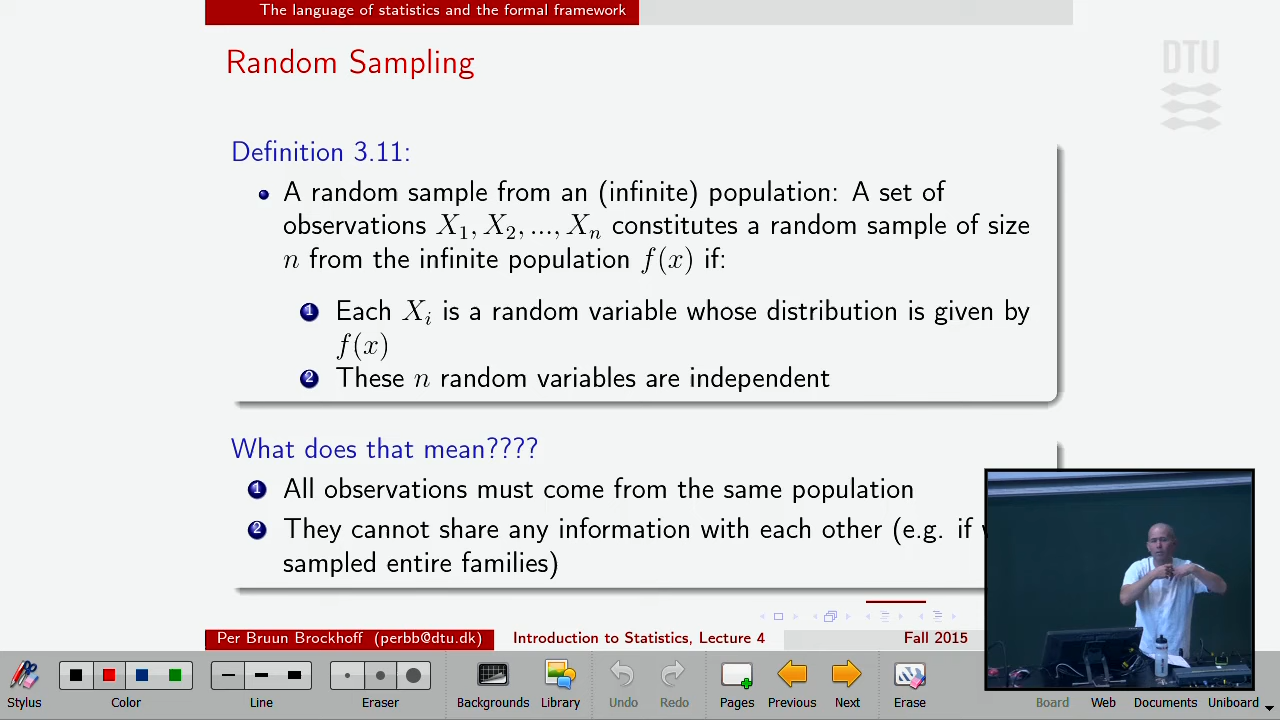 The language of statistics and the formal framework
Random Sampling
DTU
Definition 3.11:
A random sample from an (infinite) population: A set of
observations X₁, X₂, ..., Xₙ constitutes a random sample of size
n from the infinite population f(x) if:
1 Each Xᵢ is a random variable whose distribution is given by
f(x)
2 These n random variables are independent
What does that mean????
1 All observations must come from the same population
2 They cannot share any information with each other (e.g. if
sampled entire families)
Per Bruun Brockhoff (perbb@dtu.dk) Introduction to Statistics, Lecture 4 Fall 2015
Stylus Color Line Eraser Backgrounds Library Undo Redo Pages Previous Next Erase Board Web Documents Uniboard